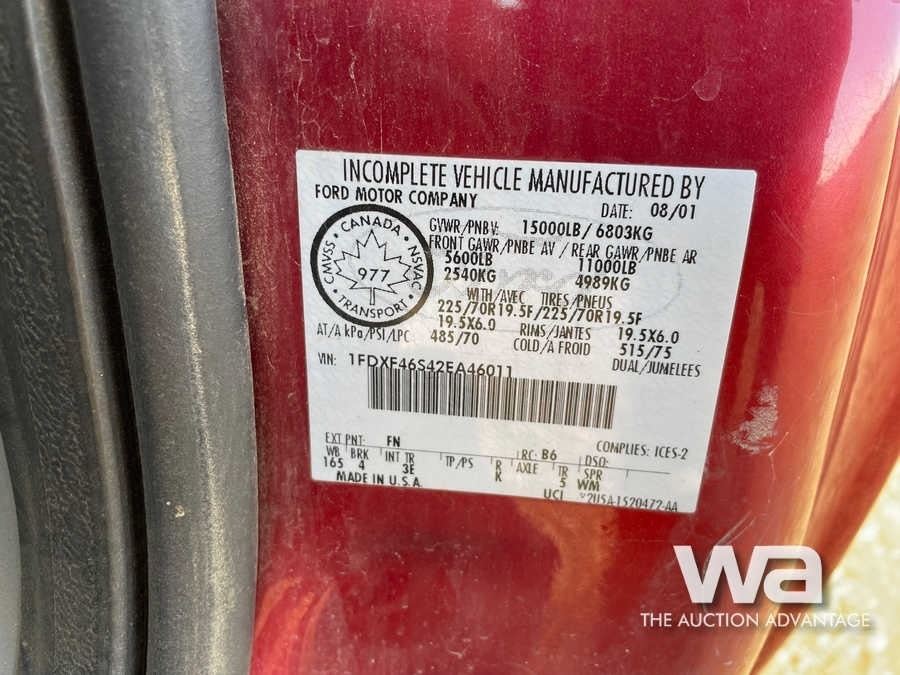 INCOMPLETE VEHICLE MANUFACTURED BY
FORD MOTOR COMPANY
DATE: 08/01
GVWR/PNBV: 15000LB/ 6803KG
FRONT GAWR/PNBE AV / REAR GAWR/PNBE AR
5600LB 11000LB
2540KG 4989KG
WITH/AVEC TIRES/PNEUS
225/70R19.5F/225/70R19.5F
19.5X6.0 RIMS/JANTES 19.5X6.0
AT/A kPa/PSI/LPC 485/70 COLD/A FROID 515/75
DUAL/JUMELEES
CANADA
CMVSS
NSVAC
977
TRANSPORT
VIN: 1FDXF46S42EA46011
COMPLIES: ICES-2
EXT PNT: FN RC: B6 DSO:
WB BRK INT TR TP/PS R AXLE TR SPR
165 4 3E K 5 WM
MADE IN U.S.A. UCI
2U5A-1520472-AA
wa
THE AUCTION ADVANTAGE